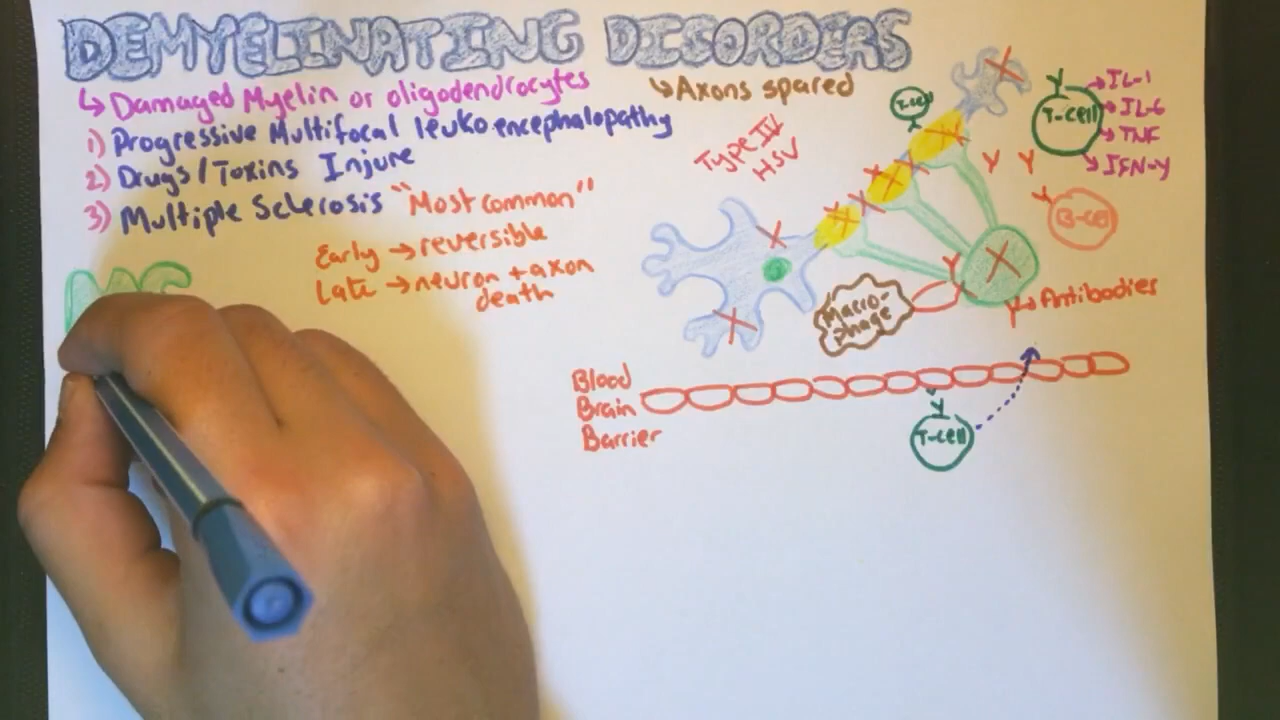 DEMYELINATING DISORDERS
↳ Damaged Myelin or oligodendrocytes
↳ Axons spared
1) Progressive Multifocal leukoencephalopathy
2) Drugs/Toxins Injure
3) Multiple Sclerosis "Most common"
Early → reversible
Late → neuron + axon
death
Type IV
HSV
T-cell
T-cell
IL-1
IL-6
TNF
IFN-γ
B-cell
Macro-
phage
Antibodies
Blood
Brain
Barrier
T-cell